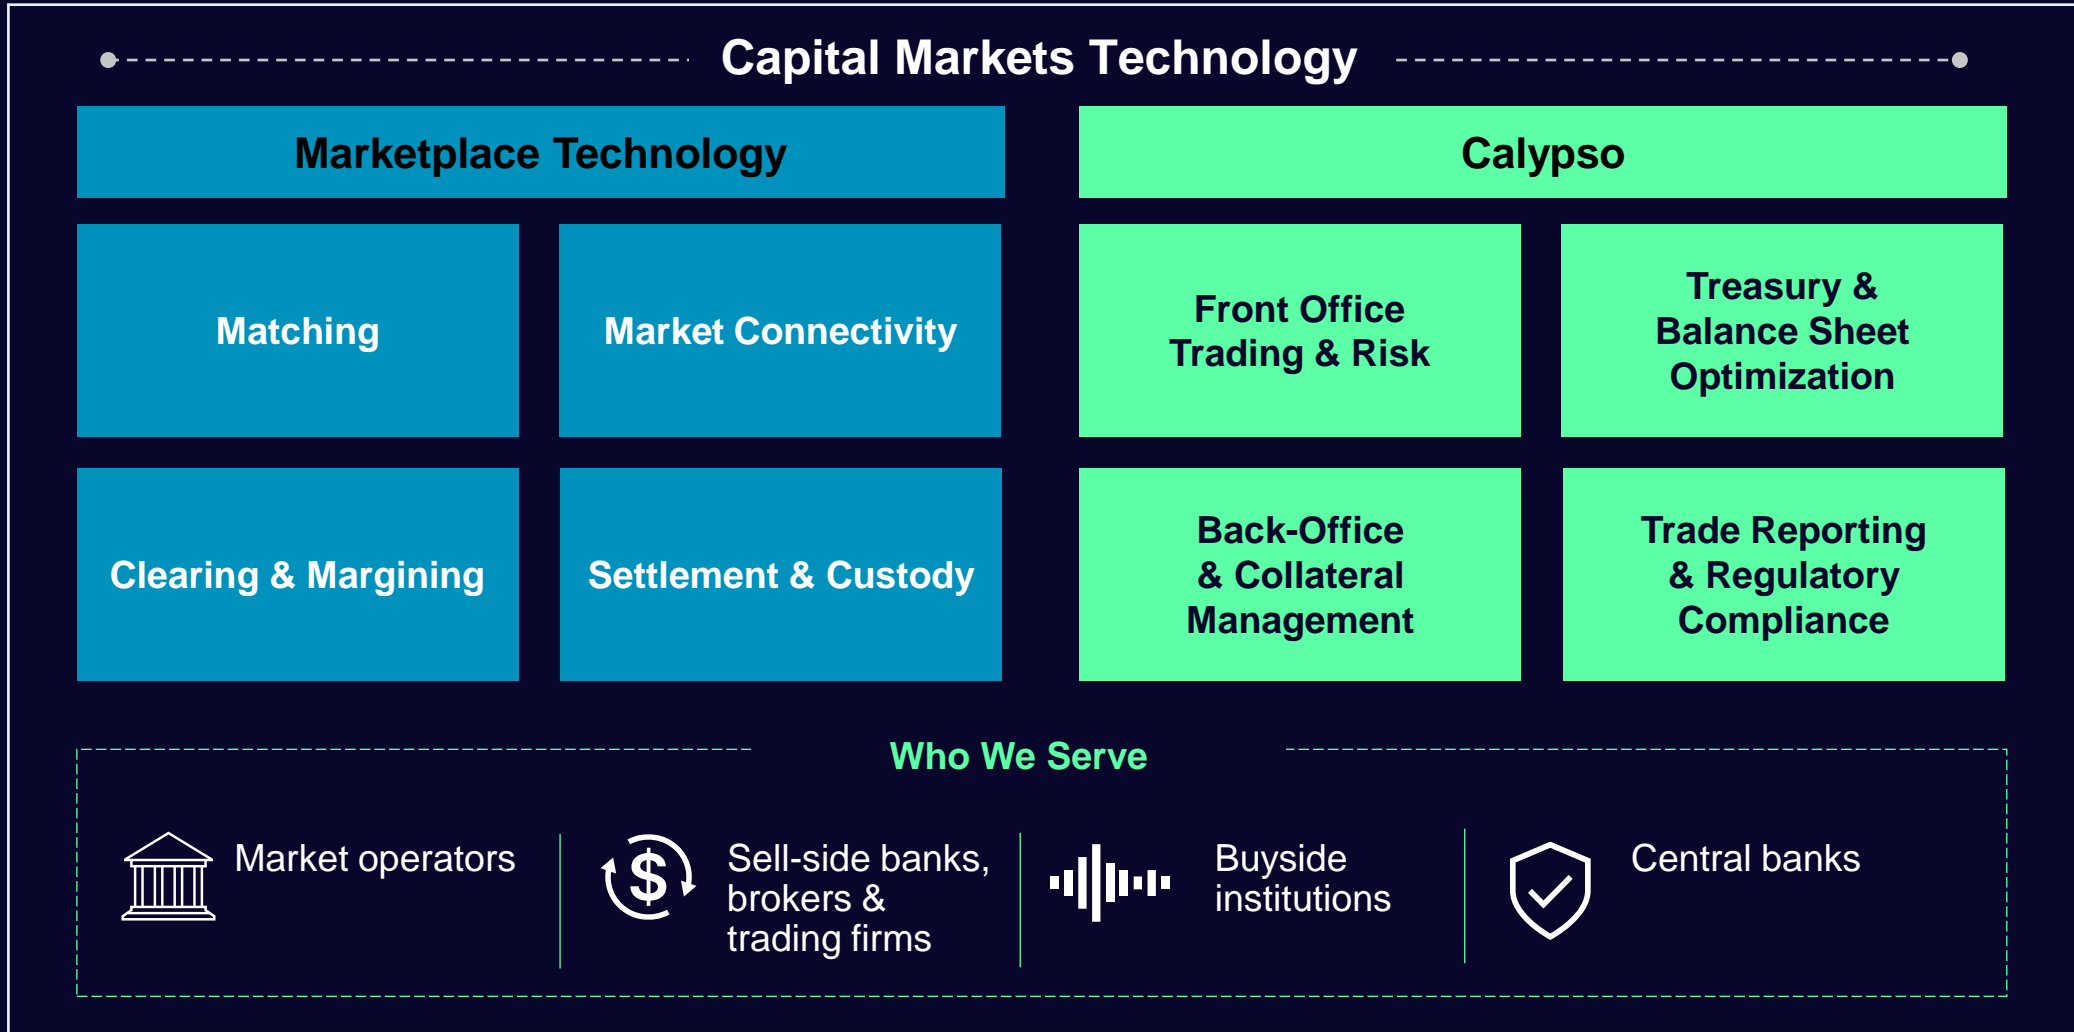 Capital Markets Technology
Marketplace Technology
Calypso
Matching
Market Connectivity
Front Office
Trading & Risk
Treasury &
Balance Sheet
Optimization
Clearing & Margining
Settlement & Custody
Back-Office
& Collateral
Management
Trade Reporting
& Regulatory
Compliance
Who We Serve
Market operators
Sell-side banks,
brokers &
trading firms
Buyside
institutions
Central banks